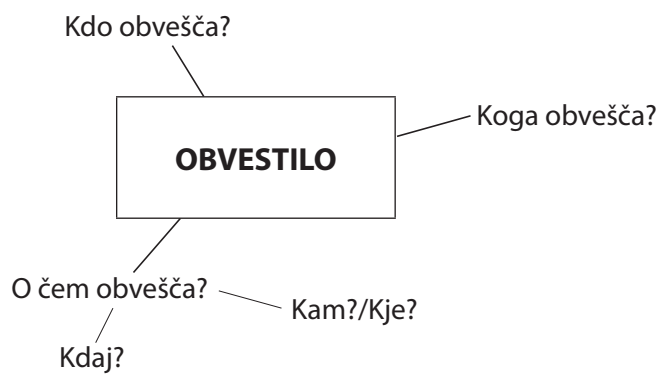 Kdo obvešča?
Koga obvešča?
OBVESTILO
O čem obvešča?
Kam?/Kje?
Kdaj?